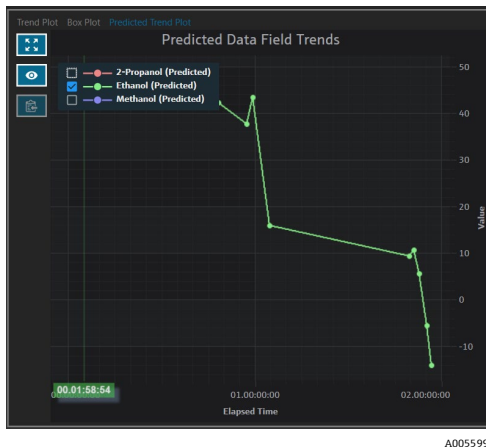 Trend Plot Box Plot Predicted Trend Plot
Predicted Data Field Trends
2-Propanol (Predicted)
Ethanol (Predicted)
Methanol (Predicted)
50
40
30
20
10
0
-10
Value
00.01:58:54
01.00:00:00
02.00:00:00
Elapsed Time
A005599